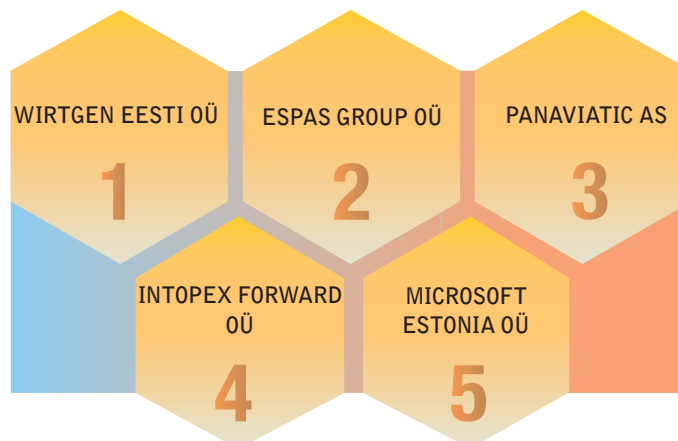 WIRTGEN EESTI OÜ
1
ESPAS GROUP OÜ
2
PANAVIATIC AS
3
INTOPEX FORWARD
OÜ
4
MICROSOFT
ESTONIA OÜ
5